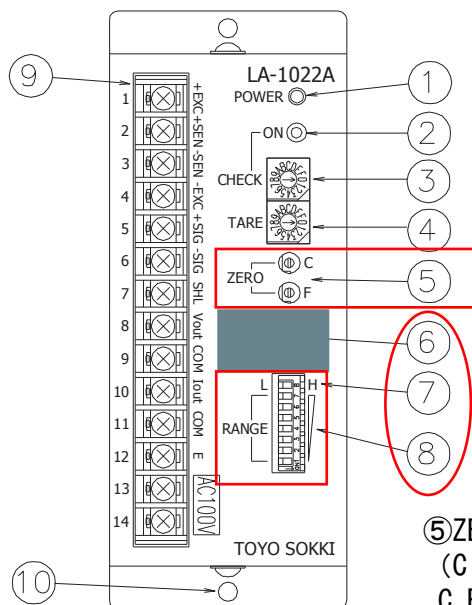 LA-1022A
POWER
ON
CHECK
TARE
ZERO
C
F
L
H
RANGE
TOYO SOKKI
1
2
3
4
5
6
7
8
9
10
11
12
13
14
+EXC
+SEN
-SEN
-EXC
+SIG
-SIG
SHL
Vout
COM
Iout
COM
E
AC100V
①
②
③
④
⑤
⑥
⑦
⑧
⑨
⑩
⑤ZE
(C
C F